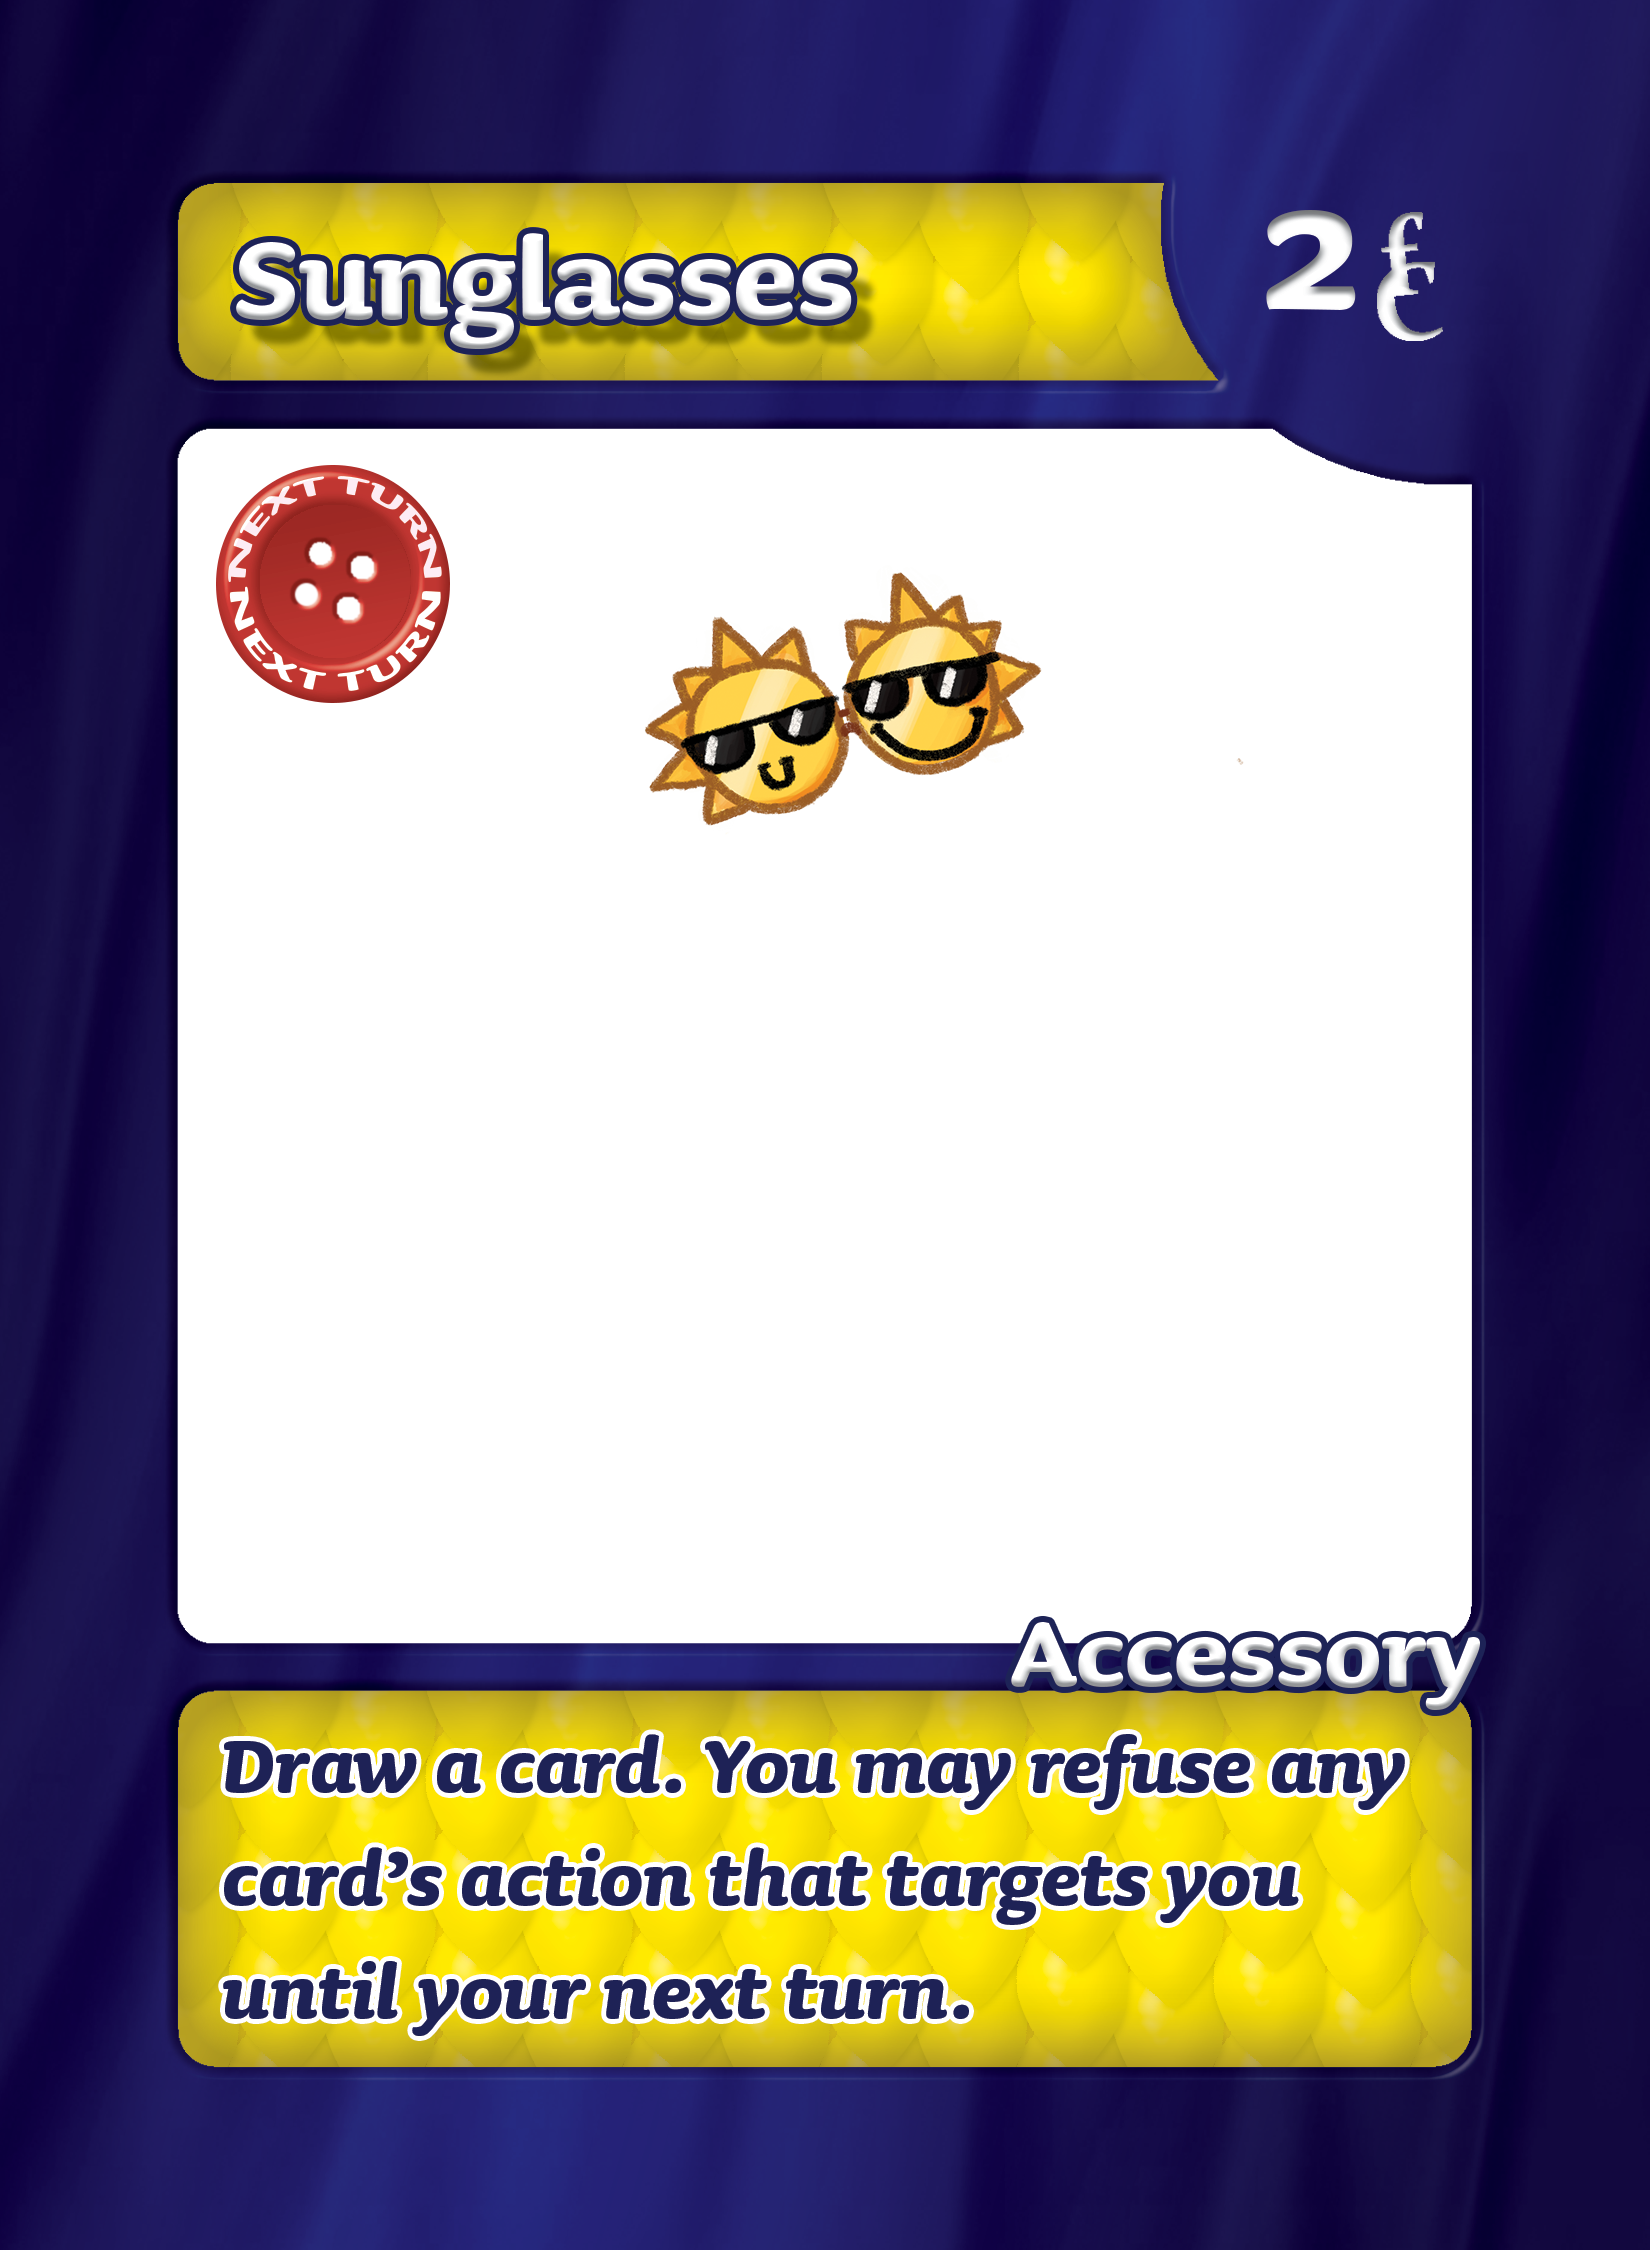 Sunglasses
2
NEXT TURN
NEXT TURN
Accessory
Draw a card. You may refuse any
card’s action that targets you
until your next turn.